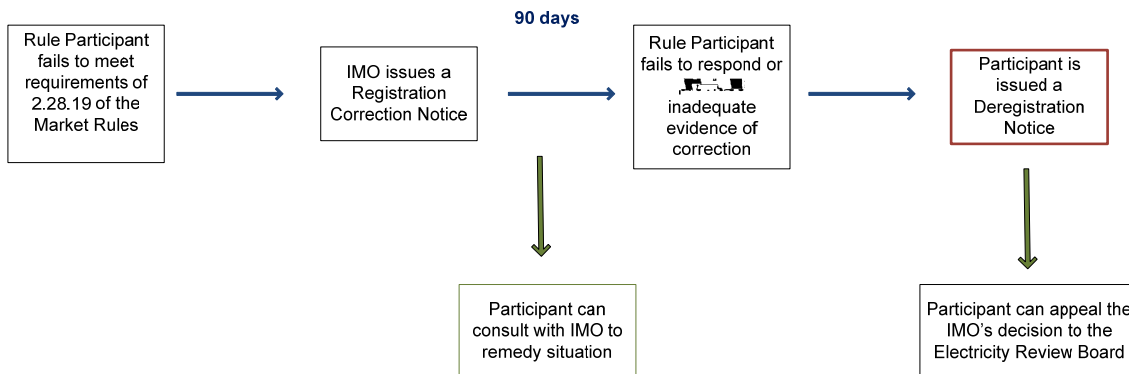 90 days
Rule Participant
fails to meet
requirements of
2.28.19 of the
Market Rules
IMO issues a
Registration
Correction Notice
Rule Participant
fails to respond or
inadequate
evidence of
correction
Participant is
issued a
Deregistration
Notice
Participant can
consult with IMO to
remedy situation
Participant can appeal the
IMO's decision to the
Electricity Review Board